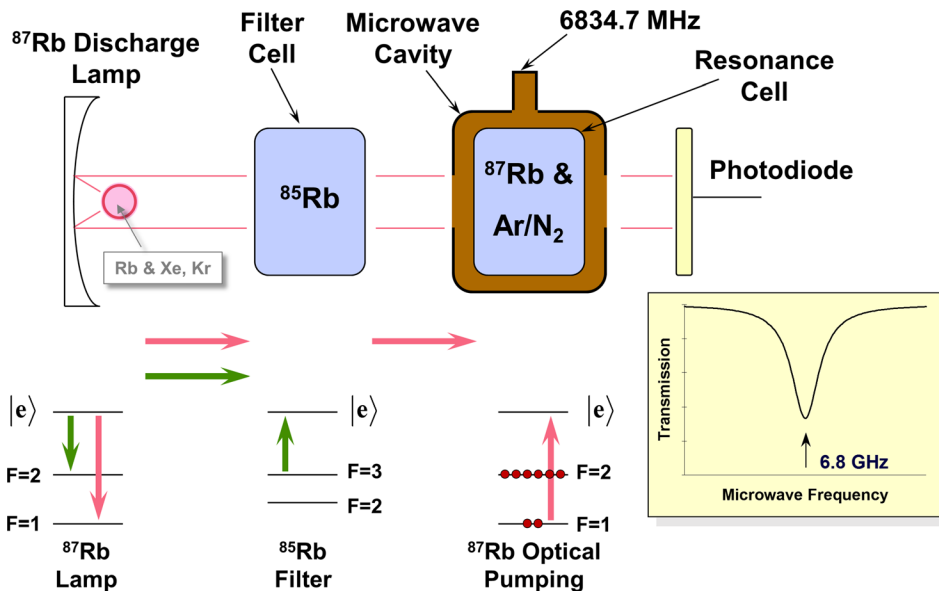 ⁸⁷Rb Discharge
Lamp
Filter
Cell
Microwave
Cavity
6834.7 MHz
Resonance
Cell
⁸⁵Rb
⁸⁷Rb &
Ar/N₂
Photodiode
Rb & Xe, Kr
|e⟩
F=2
F=1
⁸⁷Rb
Lamp
|e⟩
F=3
F=2
⁸⁵Rb
Filter
|e⟩
F=2
F=1
⁸⁷Rb Optical
Pumping
Transmission
6.8 GHz
Microwave Frequency